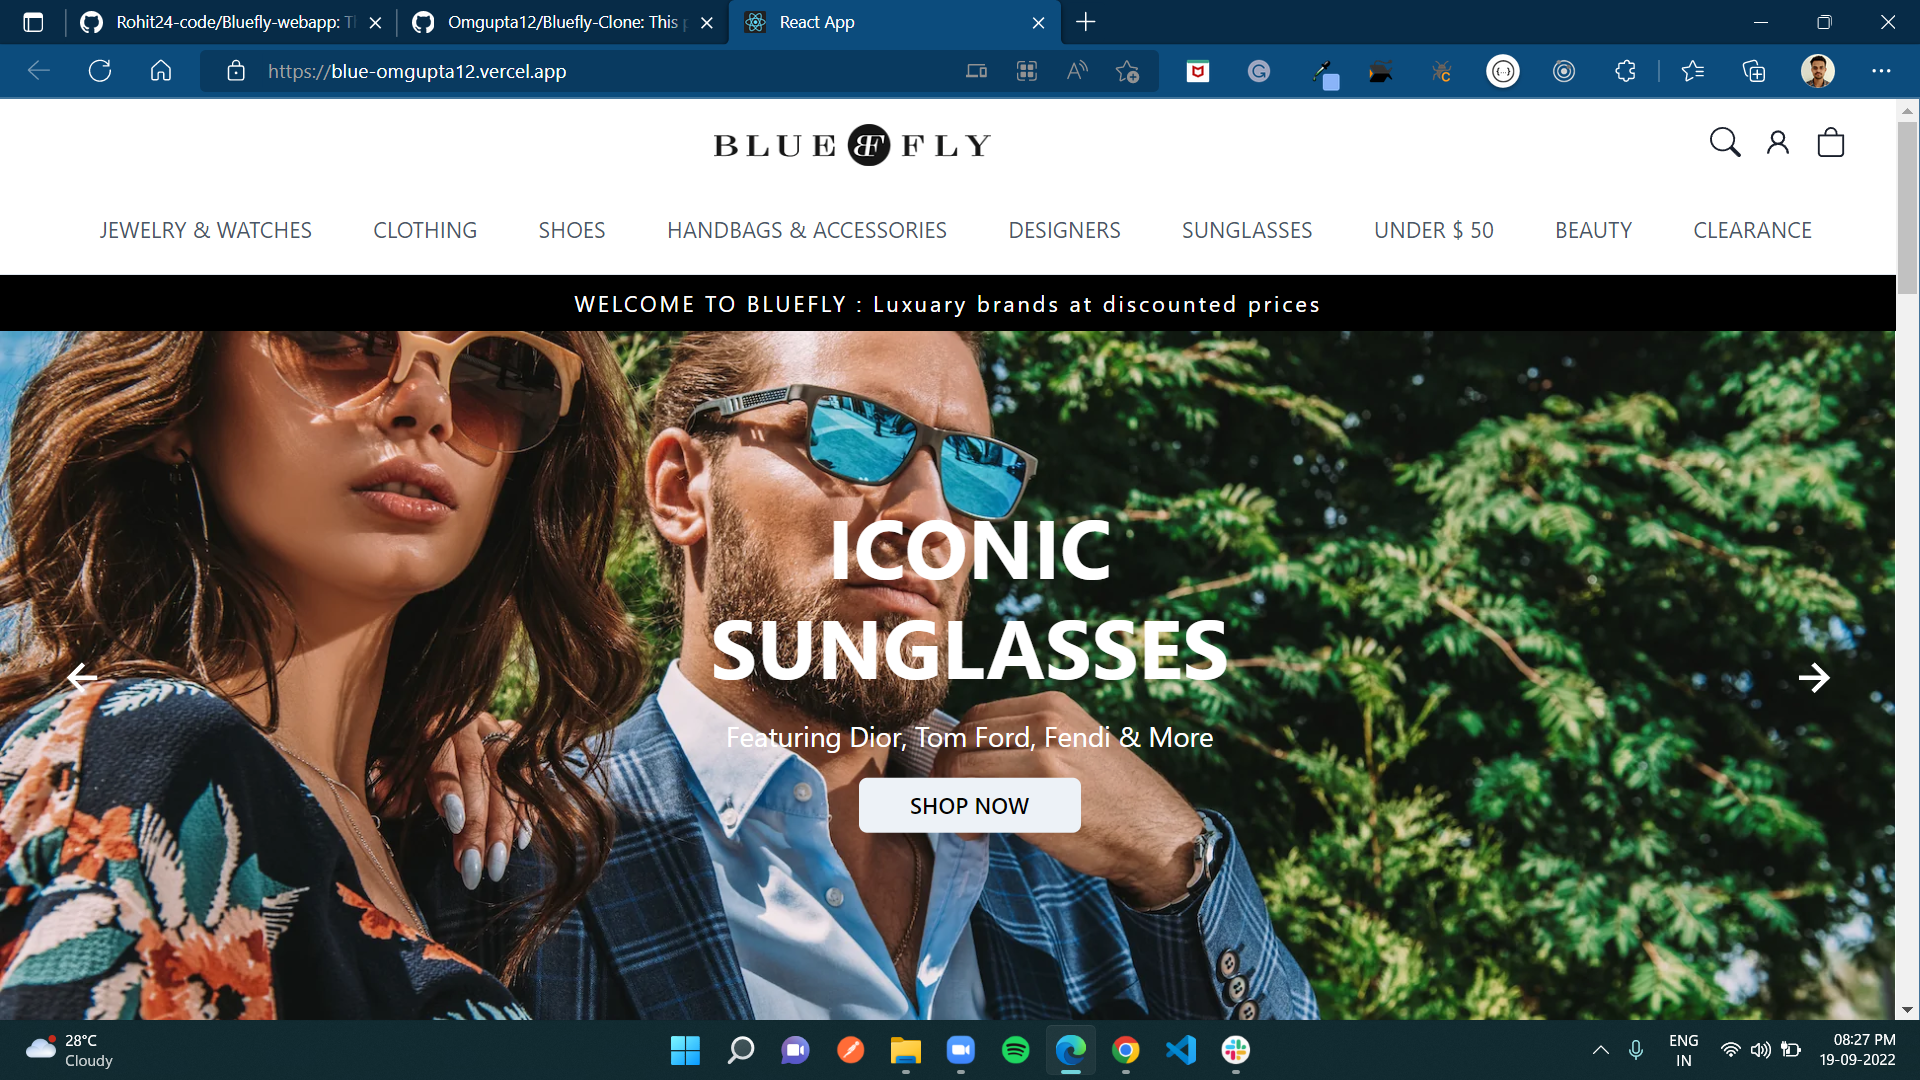 Rohit24-code/Bluefly-webapp: Th
Omgupta12/Bluefly-Clone: This p
React App
https://blue-omgupta12.vercel.app
BLUE BF FLY
JEWELRY & WATCHES
CLOTHING
SHOES
HANDBAGS & ACCESSORIES
DESIGNERS
SUNGLASSES
UNDER $ 50
BEAUTY
CLEARANCE
WELCOME TO BLUEFLY : Luxuary brands at discounted prices
ICONIC
SUNGLASSES
Featuring Dior, Tom Ford, Fendi & More
SHOP NOW
28°C
Cloudy
ENG
IN
08:27 PM
19-09-2022